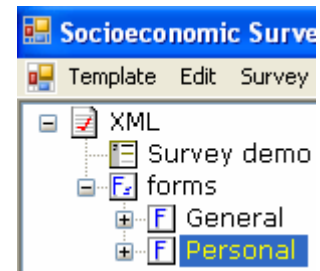 Socioeconomic Surve
Template Edit Survey
XML
Survey demo
forms
General
Personal